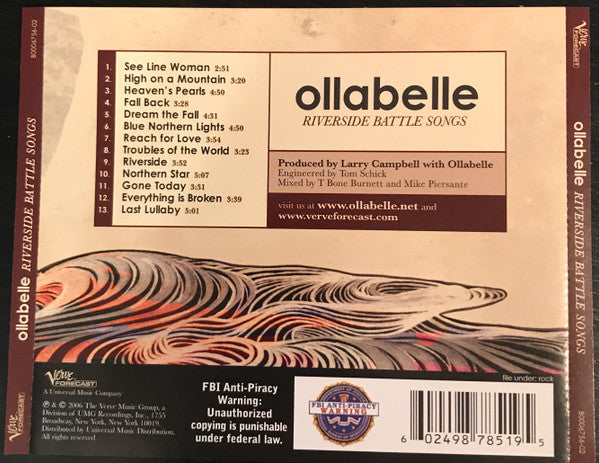 Verve
FORECAST
B0006756-02
ollabelle RIVERSIDE BATTLE SONGS
1. See Line Woman 2:51
2. High on a Mountain 3:20
3. Heaven's Pearls 4:50
4. Fall Back 3:28
5. Dream the Fall 4:31
6. Blue Northern Lights 4:50
7. Reach for Love 3:54
8. Troubles of the World 3:23
9. Riverside 3:52
10. Northern Star 5:07
11. Gone Today 3:31
12. Everything is Broken 3:39
13. Last Lullaby 5:01
ollabelle
RIVERSIDE BATTLE SONGS
Produced by Larry Campbell with Ollabelle
Engineered by Tom Schick
Mixed by T Bone Burnett and Mike Piersante
visit us at www.ollabelle.net and
www.verveforecast.com
file under: rock
Verve
FORECAST
A Universal Music Company
℗ & © 2006 The Verve Music Group, a
Division of UMG Recordings, Inc., 1755
Broadway, New York, New York 10019.
Distributed by Universal Music Distribution.
All rights reserved.
FBI Anti-Piracy
Warning:
Unauthorized
copying is punishable
under federal law.
FBI ANTI-PIRACY
WARNING
6 02498 78519 5
Verve
FORECAST
ollabelle RIVERSIDE BATTLE SONGS
B0006756-02